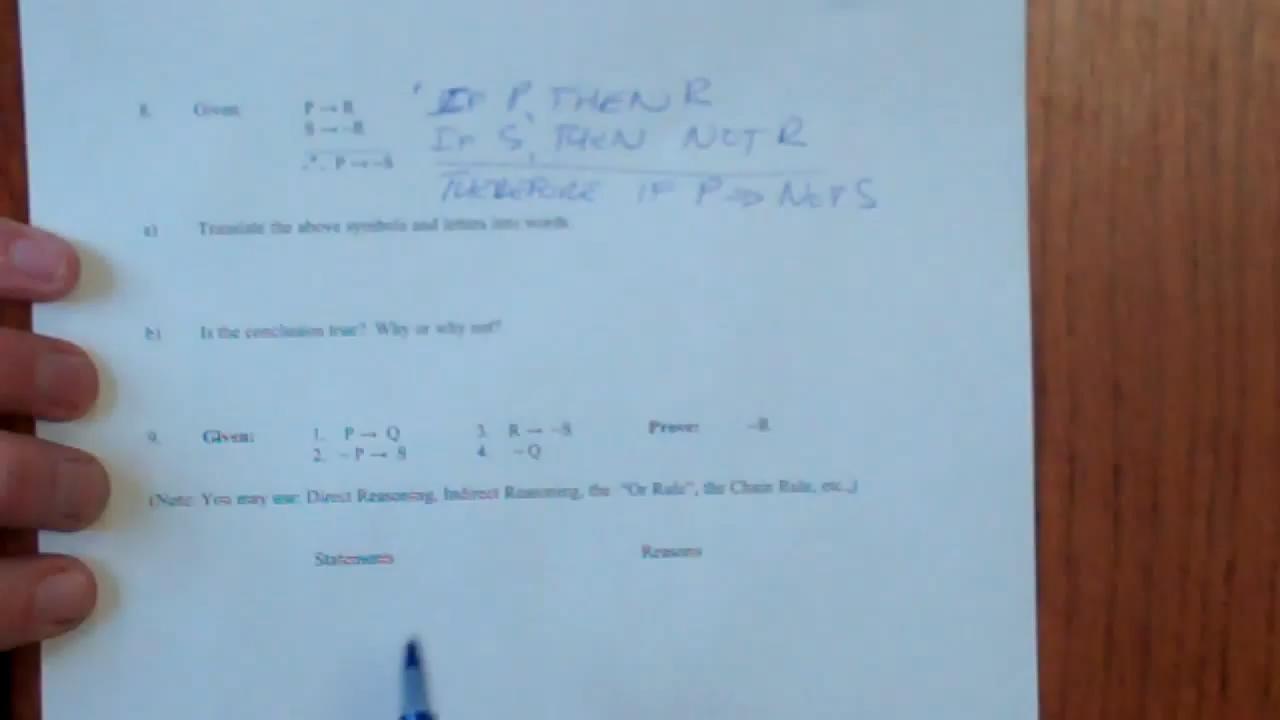 8. Given: P → R 'IF P, THEN R
S → ~R IF S, THEN NOT R
∴ P → ~S THEREFORE IF P ⇒ NOT S
a) Translate the above symbols and letters into words.
b) Is the conclusion true? Why or why not?
9. Given: 1. P → Q 3. R → ~S Prove: ~R
2. ~P → S 4. ~Q
(Note: You may use: Direct Reasoning, Indirect Reasoning, the "Or Rule", the Chain Rule, etc.,)
Statements Reasons